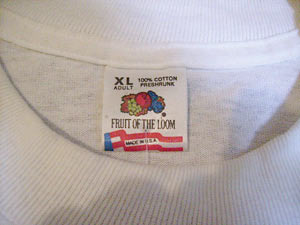 XL 100% COTTON
ADULT PRESHRUNK
®
FRUIT OF THE LOOM
MADE IN U.S.A.